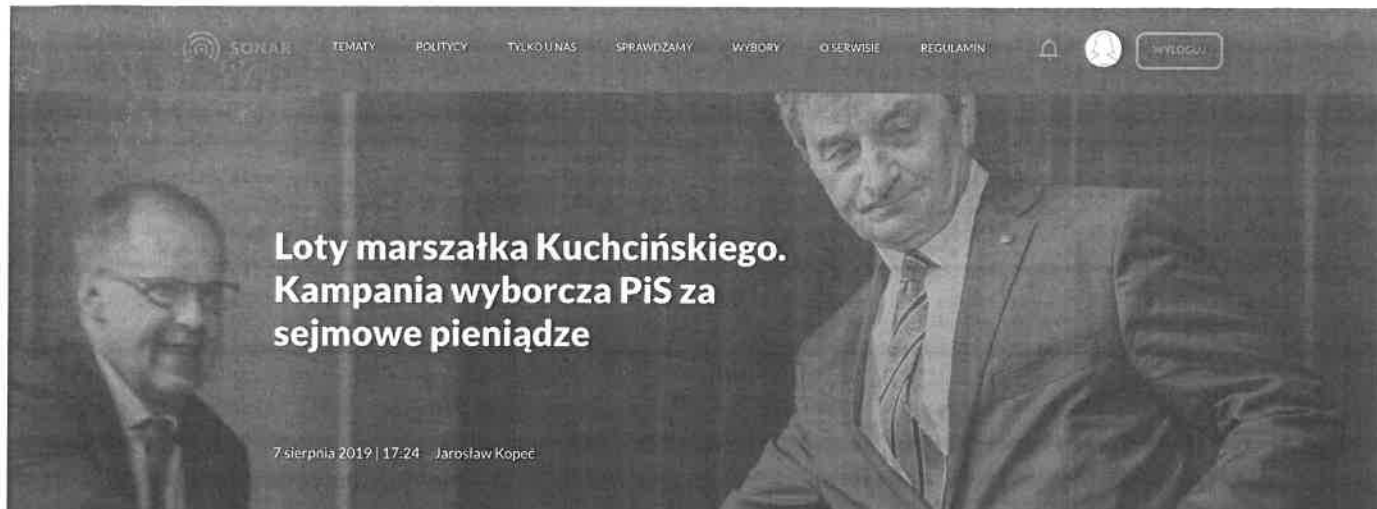 SONAR TEMATY POLITYCY TYLKO U NAS SPRAWDZAMY WYBORY O SERWISIE REGULAMIN WYLOGUJ
Loty marszałka Kuchcińskiego.
Kampania wyborcza PiS za
sejmowe pieniądze
7 sierpnia 2019 | 17:24 Jarosław Kopeć